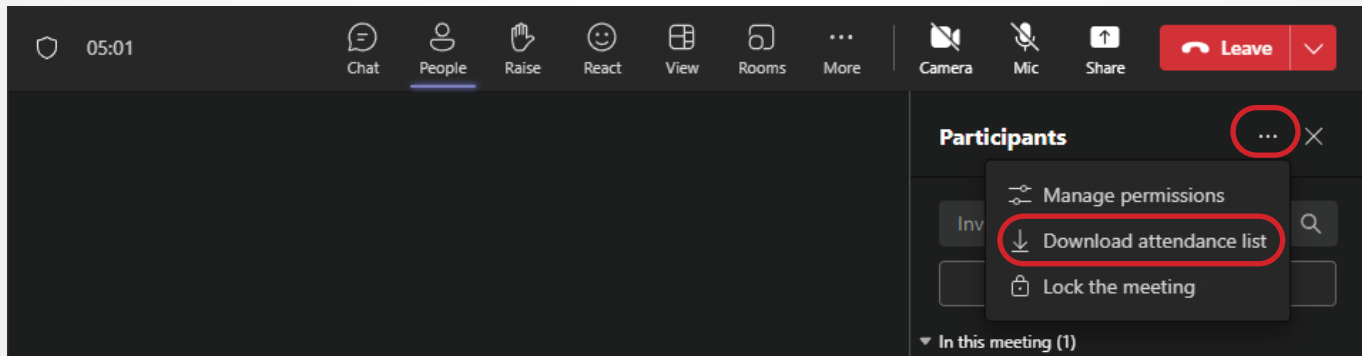 05:01
Chat
People
Raise
React
View
Rooms
More
Camera
Mic
Share
Leave
Participants
Manage permissions
Inv
Download attendance list
Lock the meeting
In this meeting (1)